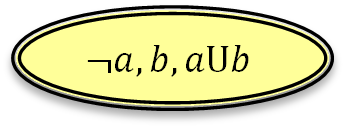 ¬𝑎, 𝑏, 𝑎U𝑏